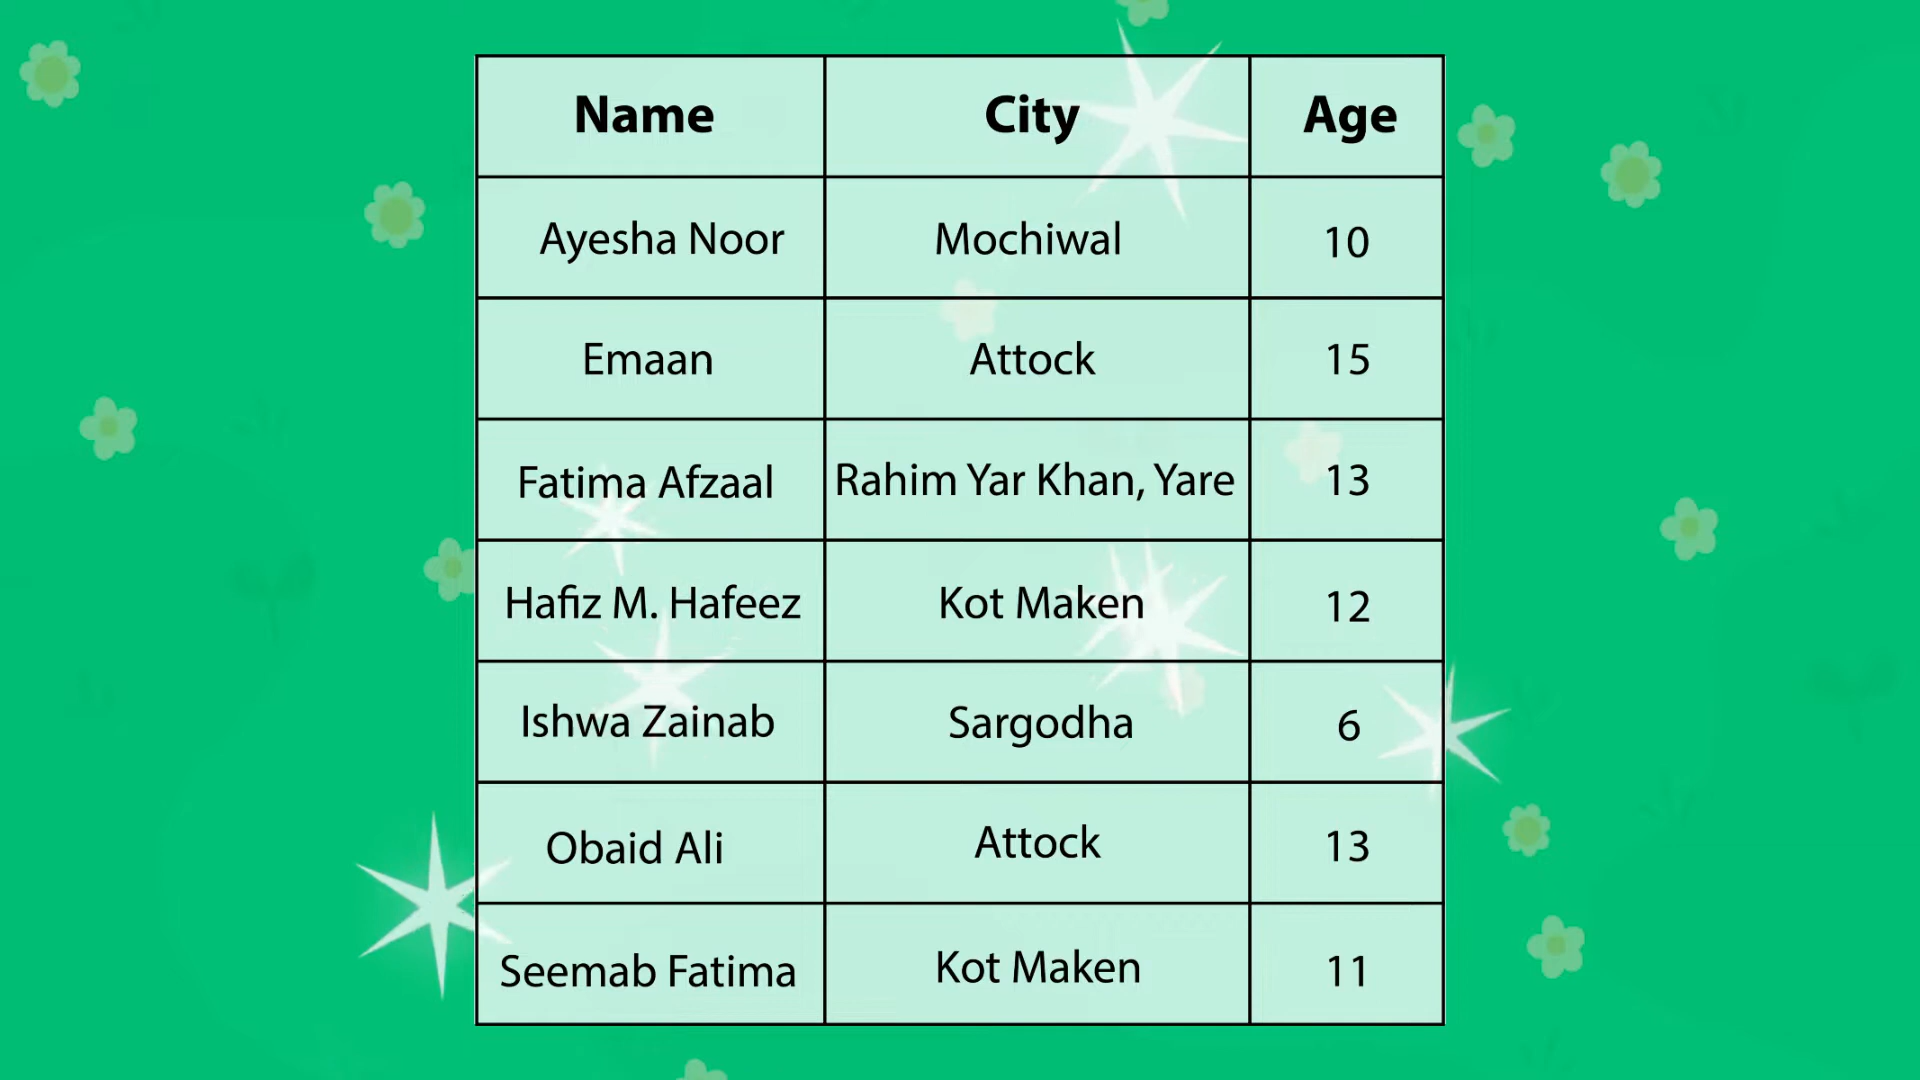 Name City Age
Ayesha Noor Mochiwal 10
Emaan Attock 15
Fatima Afzaal Rahim Yar Khan, Yare 13
Hafiz M. Hafeez Kot Maken 12
Ishwa Zainab Sargodha 6
Obaid Ali Attock 13
Seemab Fatima Kot Maken 11